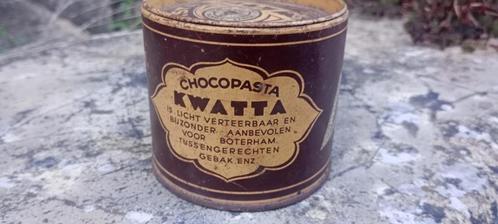 CHOCOPASTA
KWATTA
IS LICHT VERTEERBAAR EN
BIJZONDER AANBEVOLEN
VOOR BOTERHAM.
TUSSENGERECHTEN
GEBAK.ENZ